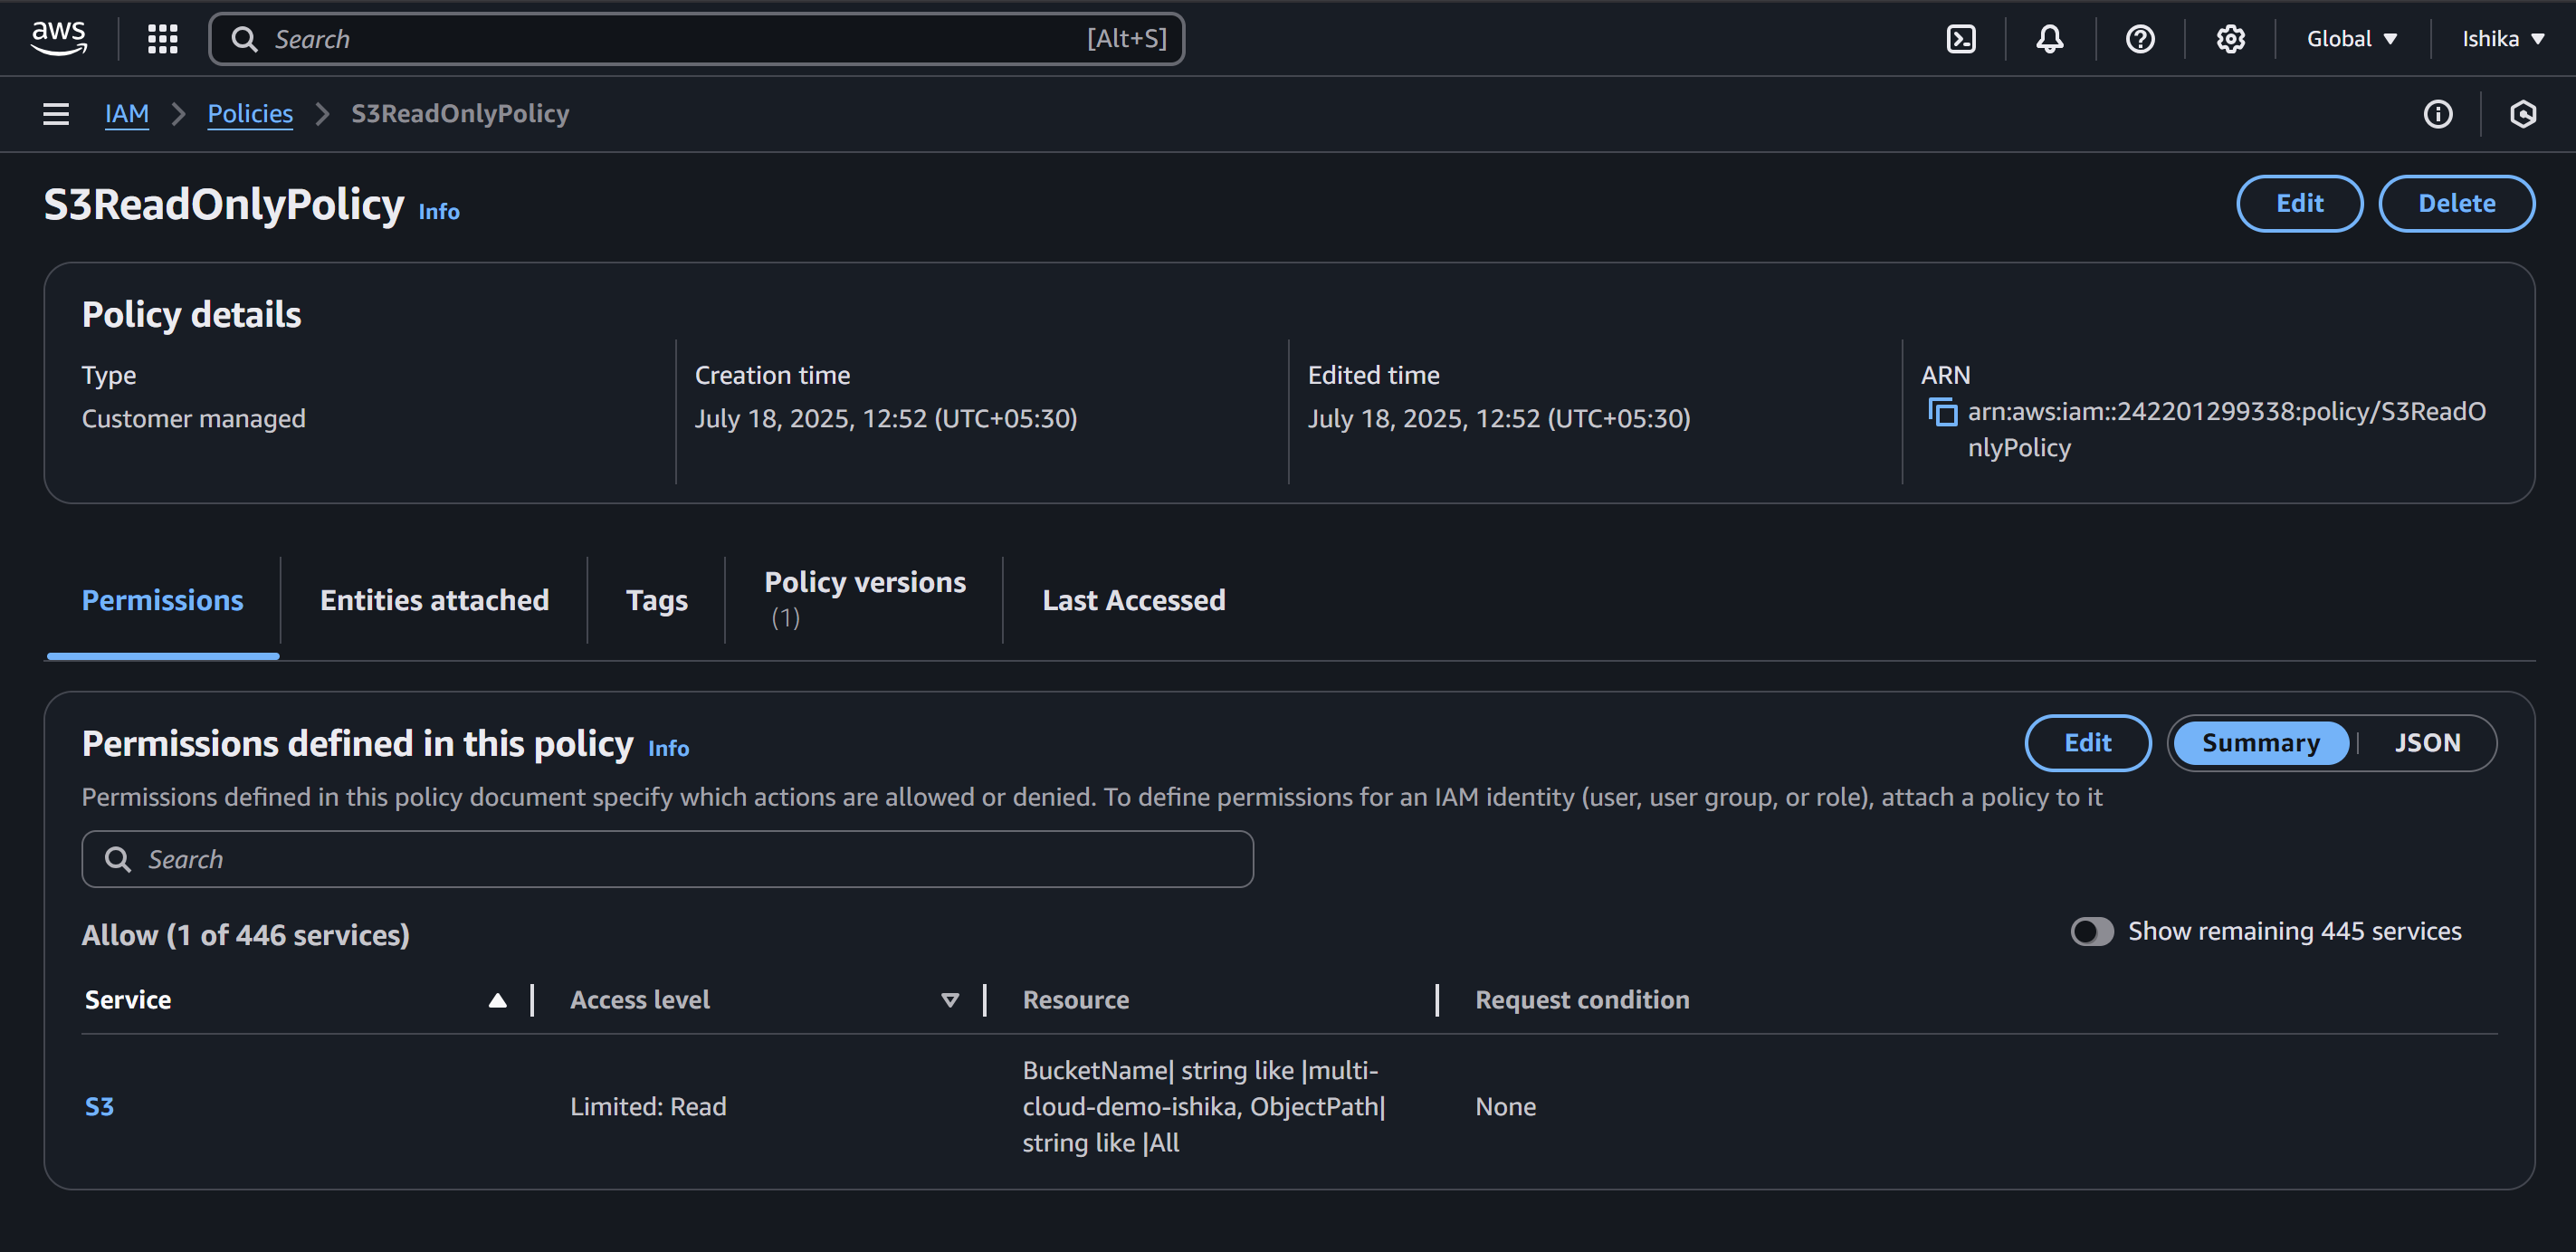 aws
Search
[Alt+S]
Global
Ishika
IAM
Policies
S3ReadOnlyPolicy
S3ReadOnlyPolicy
Info
Edit
Delete
Policy details
Type
Customer managed
Creation time
July 18, 2025, 12:52 (UTC+05:30)
Edited time
July 18, 2025, 12:52 (UTC+05:30)
ARN
arn:aws:iam::242201299338:policy/S3ReadO
nlyPolicy
Permissions
Entities attached
Tags
Policy versions
(1)
Last Accessed
Permissions defined in this policy
Info
Edit
Summary
JSON
Permissions defined in this policy document specify which actions are allowed or denied. To define permissions for an IAM identity (user, user group, or role), attach a policy to it
Search
Allow (1 of 446 services)
Show remaining 445 services
Service
Access level
Resource
Request condition
S3
Limited: Read
BucketName| string like |multi-
cloud-demo-ishika, ObjectPath|
string like |All
None